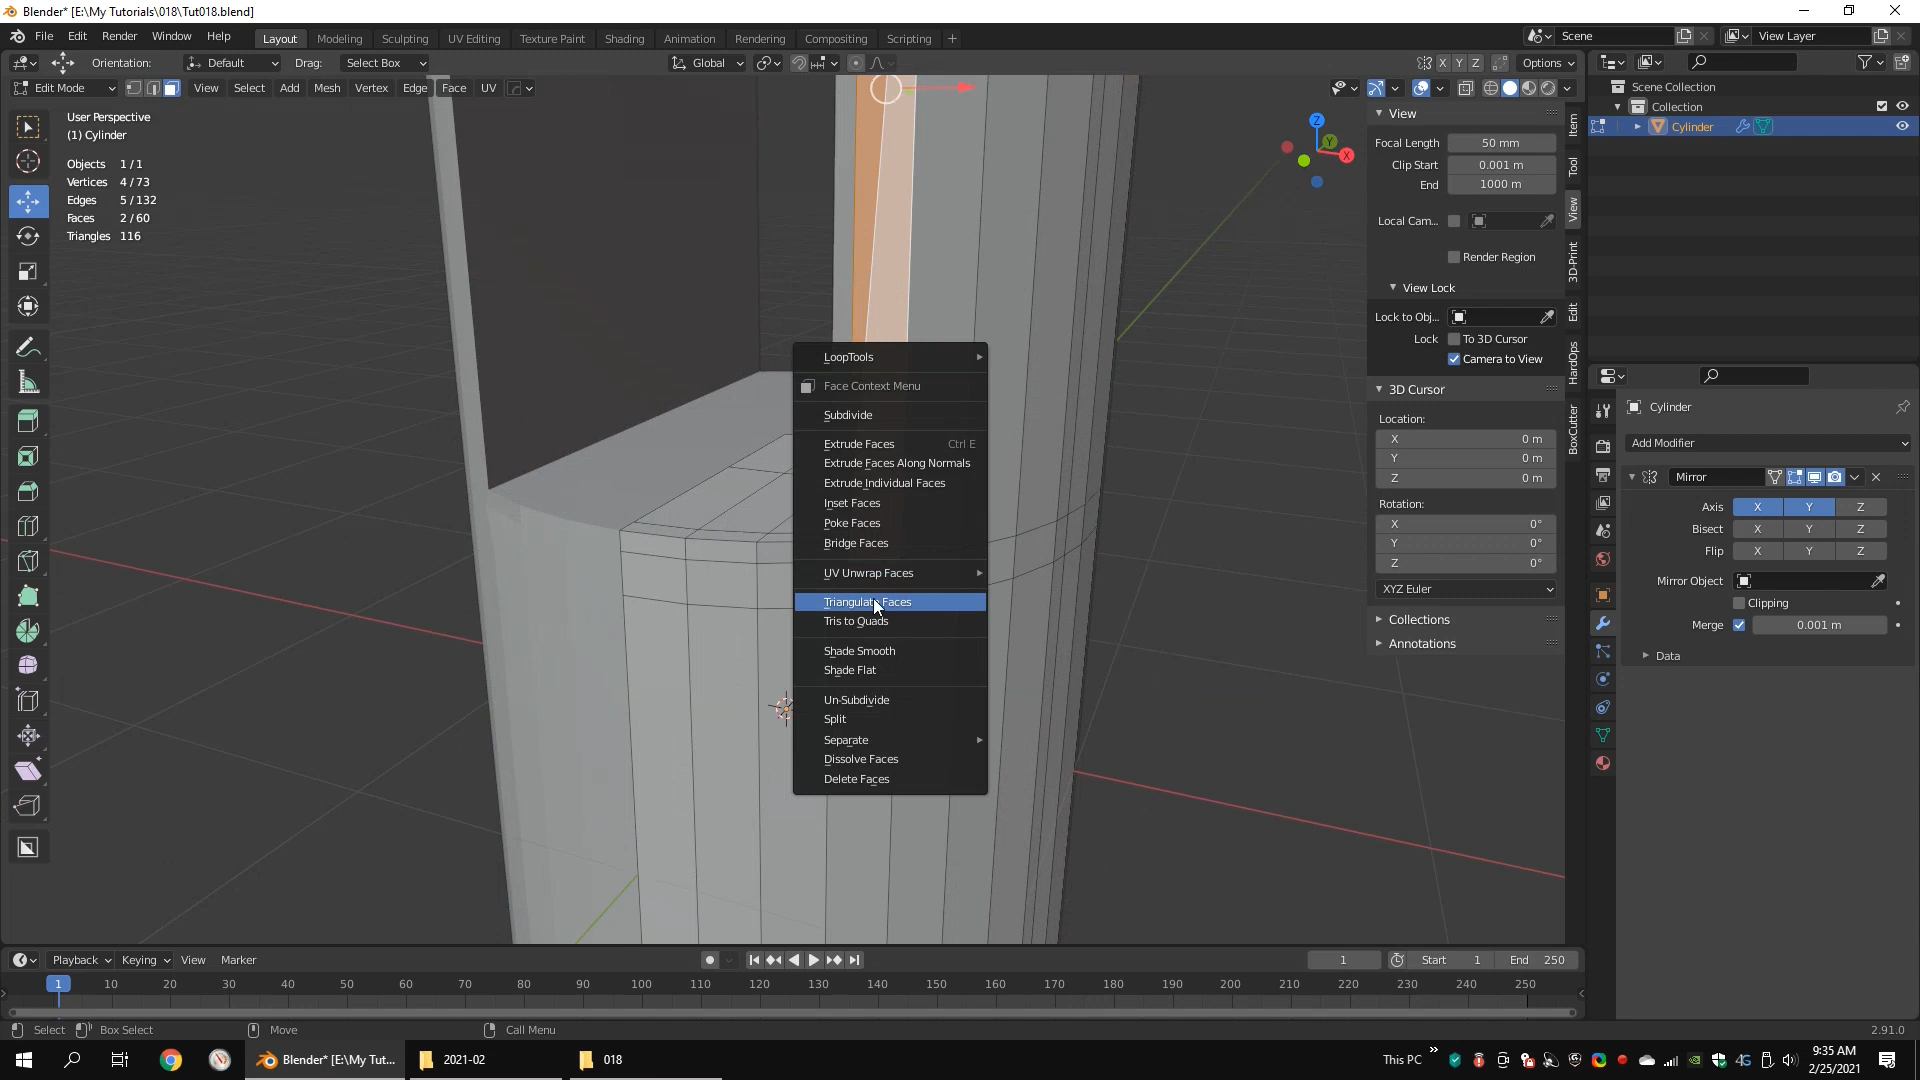 Blender* [E:\My Tutorials\018\Tut018.blend]
File Edit Render Window Help Layout Modeling Sculpting UV Editing Texture Paint Shading Animation Rendering Compositing Scripting + Scene View Layer
Orientation: Default Drag: Select Box Global X Y Z Options
Edit Mode View Select Add Mesh Vertex Edge Face UV
User Perspective
(1) Cylinder
Objects 1/1
Vertices 4/73
Edges 5/132
Faces 2/60
Triangles 116
LoopTools
Face Context Menu
Subdivide
Extrude Faces Ctrl E
Extrude Faces Along Normals
Extrude Individual Faces
Inset Faces
Poke Faces
Bridge Faces
UV Unwrap Faces
Triangulate Faces
Tris to Quads
Shade Smooth
Shade Flat
Un-Subdivide
Split
Separate
Dissolve Faces
Delete Faces
Z
Y
X
View
Focal Length 50 mm
Clip Start 0.001 m
End 1000 m
Local Cam...
Render Region
View Lock
Lock to Obj...
Lock To 3D Cursor
Camera to View
3D Cursor
Location:
X 0 m
Y 0 m
Z 0 m
Rotation:
X 0°
Y 0°
Z 0°
XYZ Euler
Collections
Annotations
Item
Tool
View
3D-Print
Edit
HardOps
BoxCutter
Scene Collection
Collection
Cylinder
Cylinder
Add Modifier
Mirror
Axis X Y Z
Bisect X Y Z
Flip X Y Z
Mirror Object
Clipping
Merge 0.001 m
Data
Playback Keying View Marker 1 Start 1 End 250
1 10 20 30 40 50 60 70 80 90 100 110 120 130 140 150 160 170 180 190 200 210 220 230 240 250
Select Box Select Move Call Menu 2.91.0
Blender* [E:\My Tut... 2021-02 018 This PC 4G 9:35 AM
2/25/2021